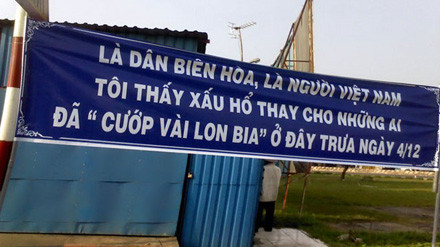 LÀ DÂN BIÊN HÒA, LÀ NGƯỜI VIỆT NAM
TÔI THẤY XẤU HỔ THAY CHO NHỮNG AI
ĐÃ “ CƯỚP VÀI LON BIA” Ở ĐÂY TRƯA NGÀY 4/12